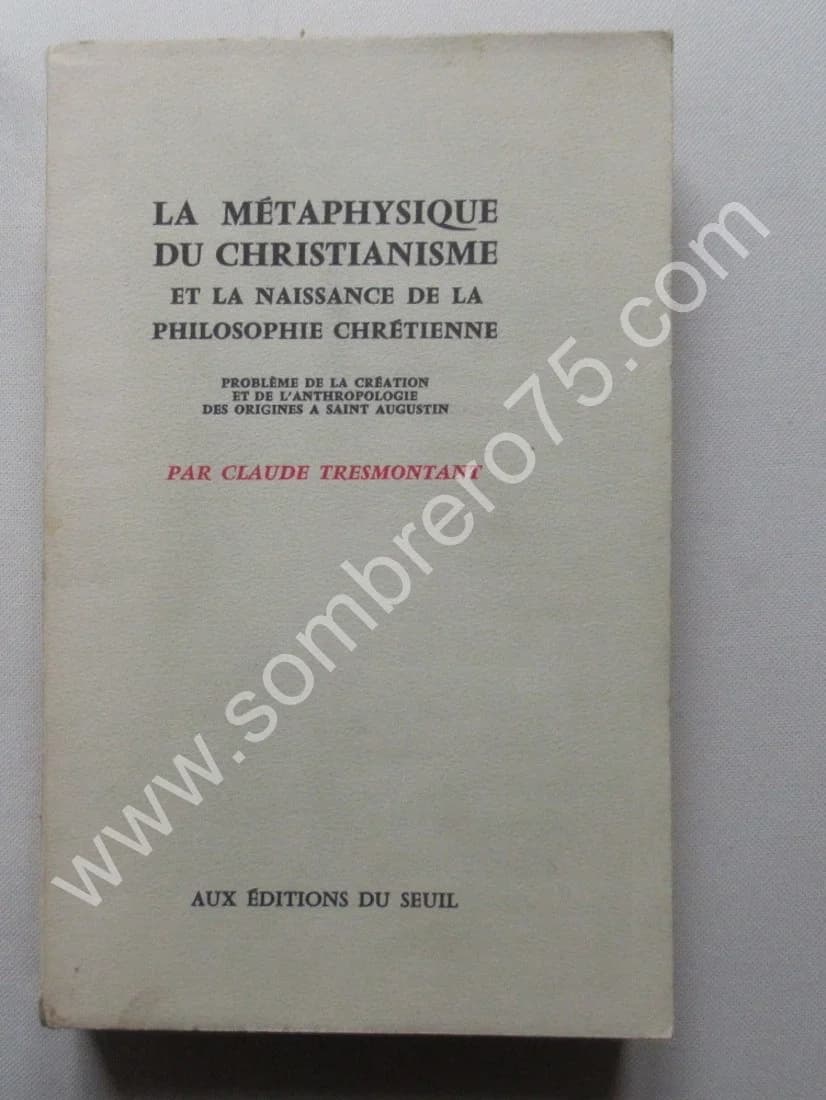 LA MÉTAPHYSIQUE
DU CHRISTIANISME
ET LA NAISSANCE DE LA
PHILOSOPHIE CHRÉTIENNE
PROBLÈME DE LA CRÉATION
ET DE L'ANTHROPOLOGIE
DES ORIGINES A SAINT AUGUSTIN
PAR CLAUDE TRESMONTANT
AUX ÉDITIONS DU SEUIL
www.sombrero75.com